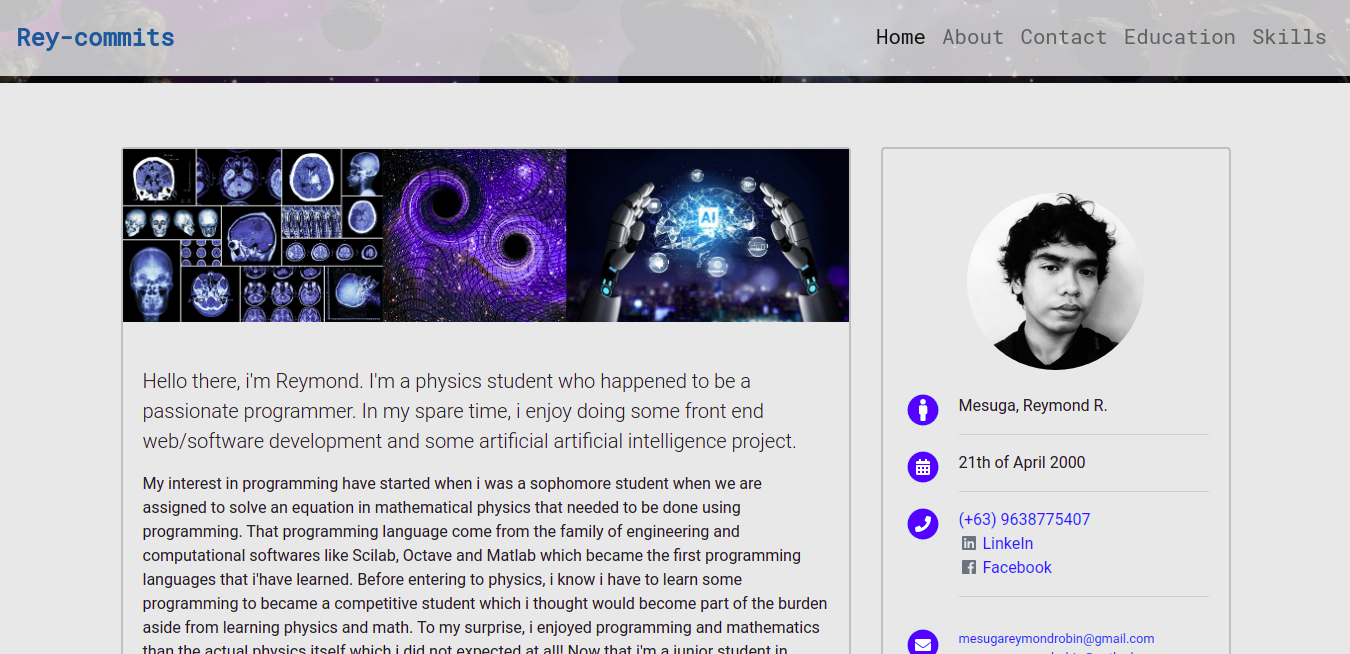 Rey-commits
Home About Contact Education Skills
AI
Hello there, i'm Reymond. I'm a physics student who happened to be a
passionate programmer. In my spare time, i enjoy doing some front end
web/software development and some artificial artificial intelligence project.
My interest in programming have started when i was a sophomore student when we are
assigned to solve an equation in mathematical physics that needed to be done using
programming. That programming language come from the family of engineering and
computational softwares like Scilab, Octave and Matlab which became the first programming
languages that i'have learned. Before entering to physics, i know i have to learn some
programming to became a competitive student which i thought would become part of the burden
aside from learning physics and math. To my surprise, i enjoyed programming and mathematics
than the actual physics itself which i did not expected at all! Now that i'm a junior student in
Mesuga, Reymond R.
21th of April 2000
(+63) 9638775407
LinkeIn
Facebook
mesugareymondrobin@gmail.com